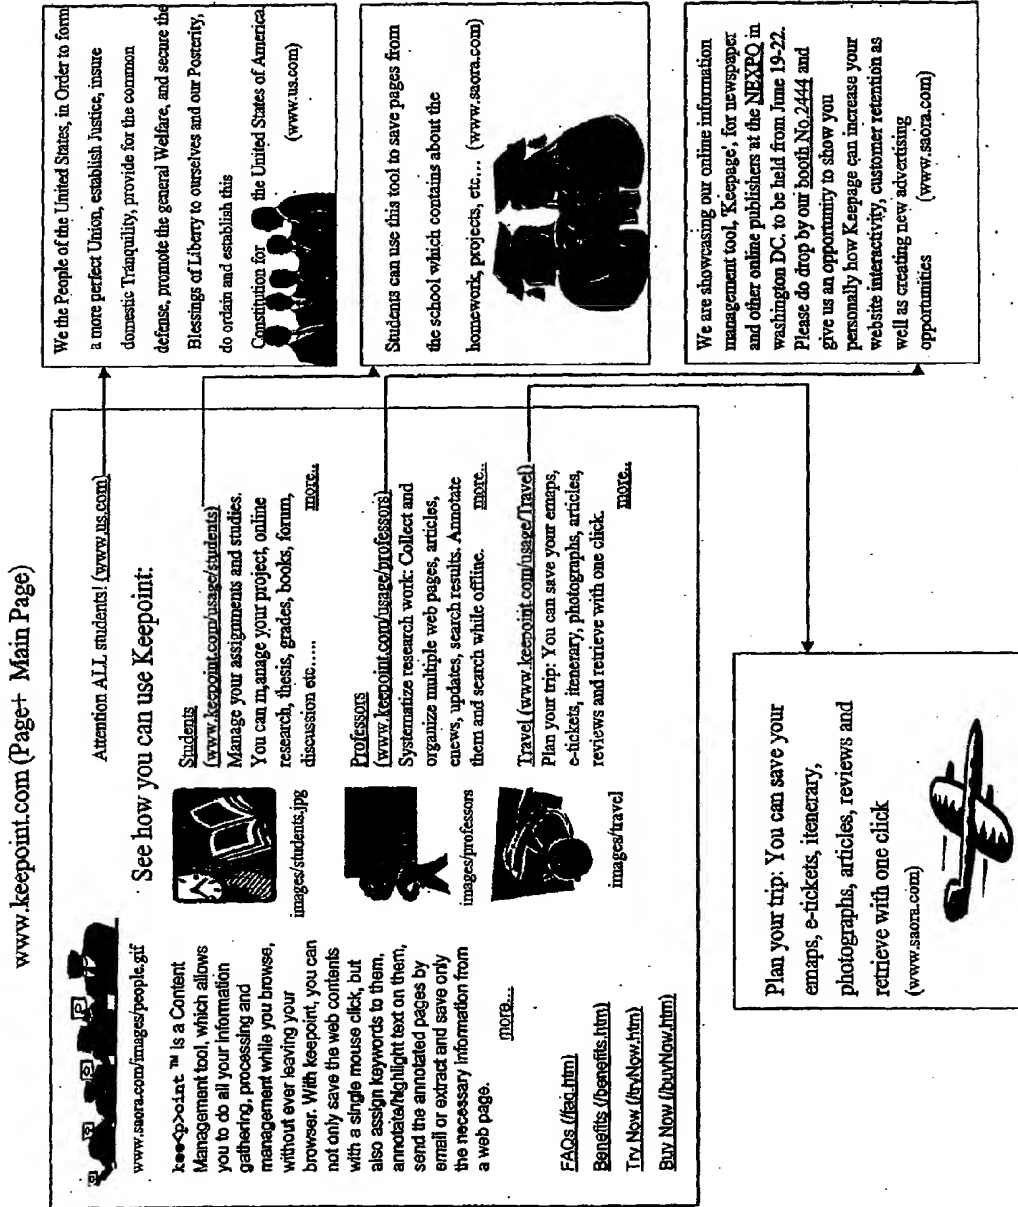 www.keepoint.com (Page+ Main Page)
www.saora.com/images/people.gif
kee<p>oint ™ is a Content
Management tool, which allows
you to do all your information
gathering, processing and
management while you browse,
without ever leaving your
browser. With keepoint, you can
not only save the web contents
with a single mouse click, but
also assign keywords to them,
annotate/highlight text on them,
send the annotated pages by
email or extract and save only
the necessary information from
a web page.
more...
FAQs (/faq.htm)
Benefits (/benefits.htm)
Try Now (/tryNow.htm)
Buy Now (/buyNow.htm)
Attention ALL students! (www.us.com)
See how you can use Keepoint:
images/students.jpg
Students
(www.keepoint.com/usage/students)
Manage your assignments and studies.
You can m,anage your project, online
research, thesis, grades, books, forum,
discussion etc......
more..
images/professors
Professors
(www.keepoint.com/usage/professors)
Systematize research work: Collect and
organize multiple web pages, articles,
enews, updates, search results. Annotate
them and search while offline. more..
images/travel
Travel (www.keepoint.com/usage/Travel)
Plan your trip: You can save your emaps,
e-tickets, itenerary, photographs, articles,
reviews and retrieve with one click.
more..
We the People of the United States, in Order to form
a more perfect Union, establish Justice, insure
domestic Tranquility, provide for the common
defense, promote the general Welfare, and secure the
Blessings of Liberty to ourselves and our Posterity,
do ordain and establish this
Constitution for the United States of America
(www.us.com)
Students can use this tool to save pages from
the school which contains about the
homework, projects, etc... (www.saora.com)
We are showcasing our online information
management tool, 'Keepage', for newspaper
and other online publishers at the NEXPO in
washington DC. to be held from June 19-22.
Please do drop by our booth No.2444 and
give us an opportunity to show you
personally how Keepage can increase your
website interactivity, customer retention as
well as creating new advertising
opportunities (www.saora.com)
Plan your trip: You can save your
emaps, e-tickets, itenerary,
photographs, articles, reviews and
retrieve with one click
(www.saora.com)